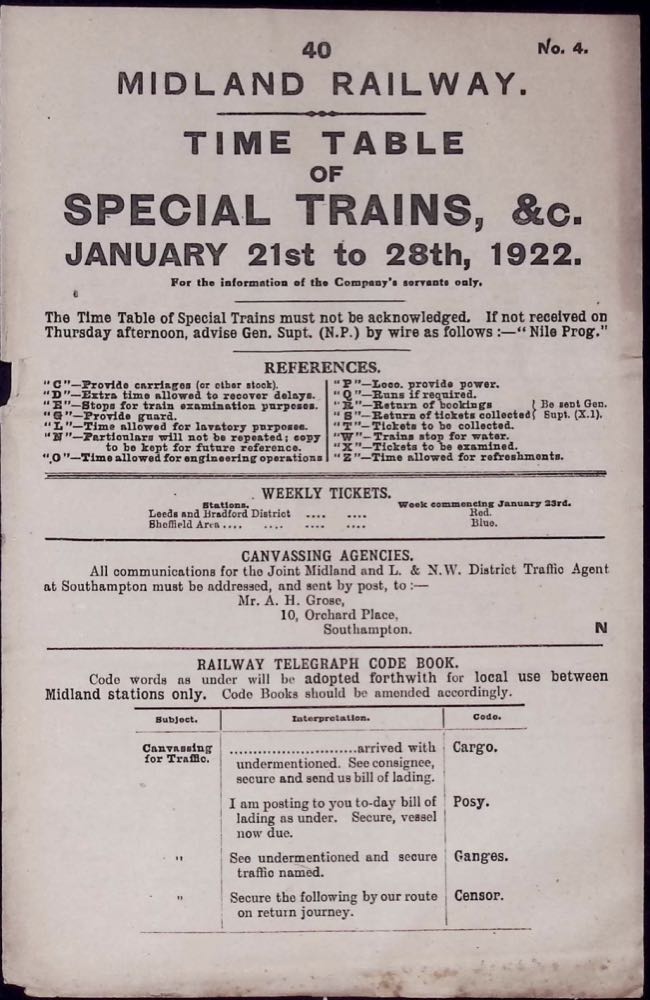 40
No. 4.
MIDLAND RAILWAY.
TIME TABLE
OF
SPECIAL TRAINS, &c.
JANUARY 21st to 28th, 1922.
For the information of the Company's servants only.
The Time Table of Special Trains must not be acknowledged. If not received on
Thursday afternoon, advise Gen. Supt. (N.P.) by wire as follows :—"Nile Prog."
REFERENCES.
"C"—Provide carriages (or other stock).
"D"—Extra time allowed to recover delays.
"E"—Stops for train examination purposes.
"G"—Provide guard.
"L"—Time allowed for lavatory purposes.
"N"—Particulars will not be repeated; copy
to be kept for future reference.
"O"—Time allowed for engineering operations
"P"—Loco. provide power.
"Q"—Runs if required.
"R"—Return of bookings } Be sent Gen.
"S"—Return of tickets collected } Supt. (X.1).
"T"—Tickets to be collected.
"W"—Trains stop for water.
"X"—Tickets to be examined.
"Z"—Time allowed for refreshments.
WEEKLY TICKETS.
Stations. Week commencing January 23rd.
Leeds and Bradford District .... .... Red.
Sheffield Area .... .... .... .... Blue.
CANVASSING AGENCIES.
All communications for the Joint Midland and L. & N.W. District Traffic Agent
at Southampton must be addressed, and sent by post, to :—
Mr. A. H. Grose,
10, Orchard Place,
Southampton. N
RAILWAY TELEGRAPH CODE BOOK.
Code words as under will be adopted forthwith for local use between
Midland stations only. Code Books should be amended accordingly.
Subject. Interpretation. Code.
Canvassing ...........................arrived with Cargo.
for Traffic. undermentioned. See consignee,
secure and send us bill of lading.
I am posting to you to-day bill of Posy.
lading as under. Secure, vessel
now due.
" See undermentioned and secure Ganges.
traffic named.
" Secure the following by our route Censor.
on return journey.